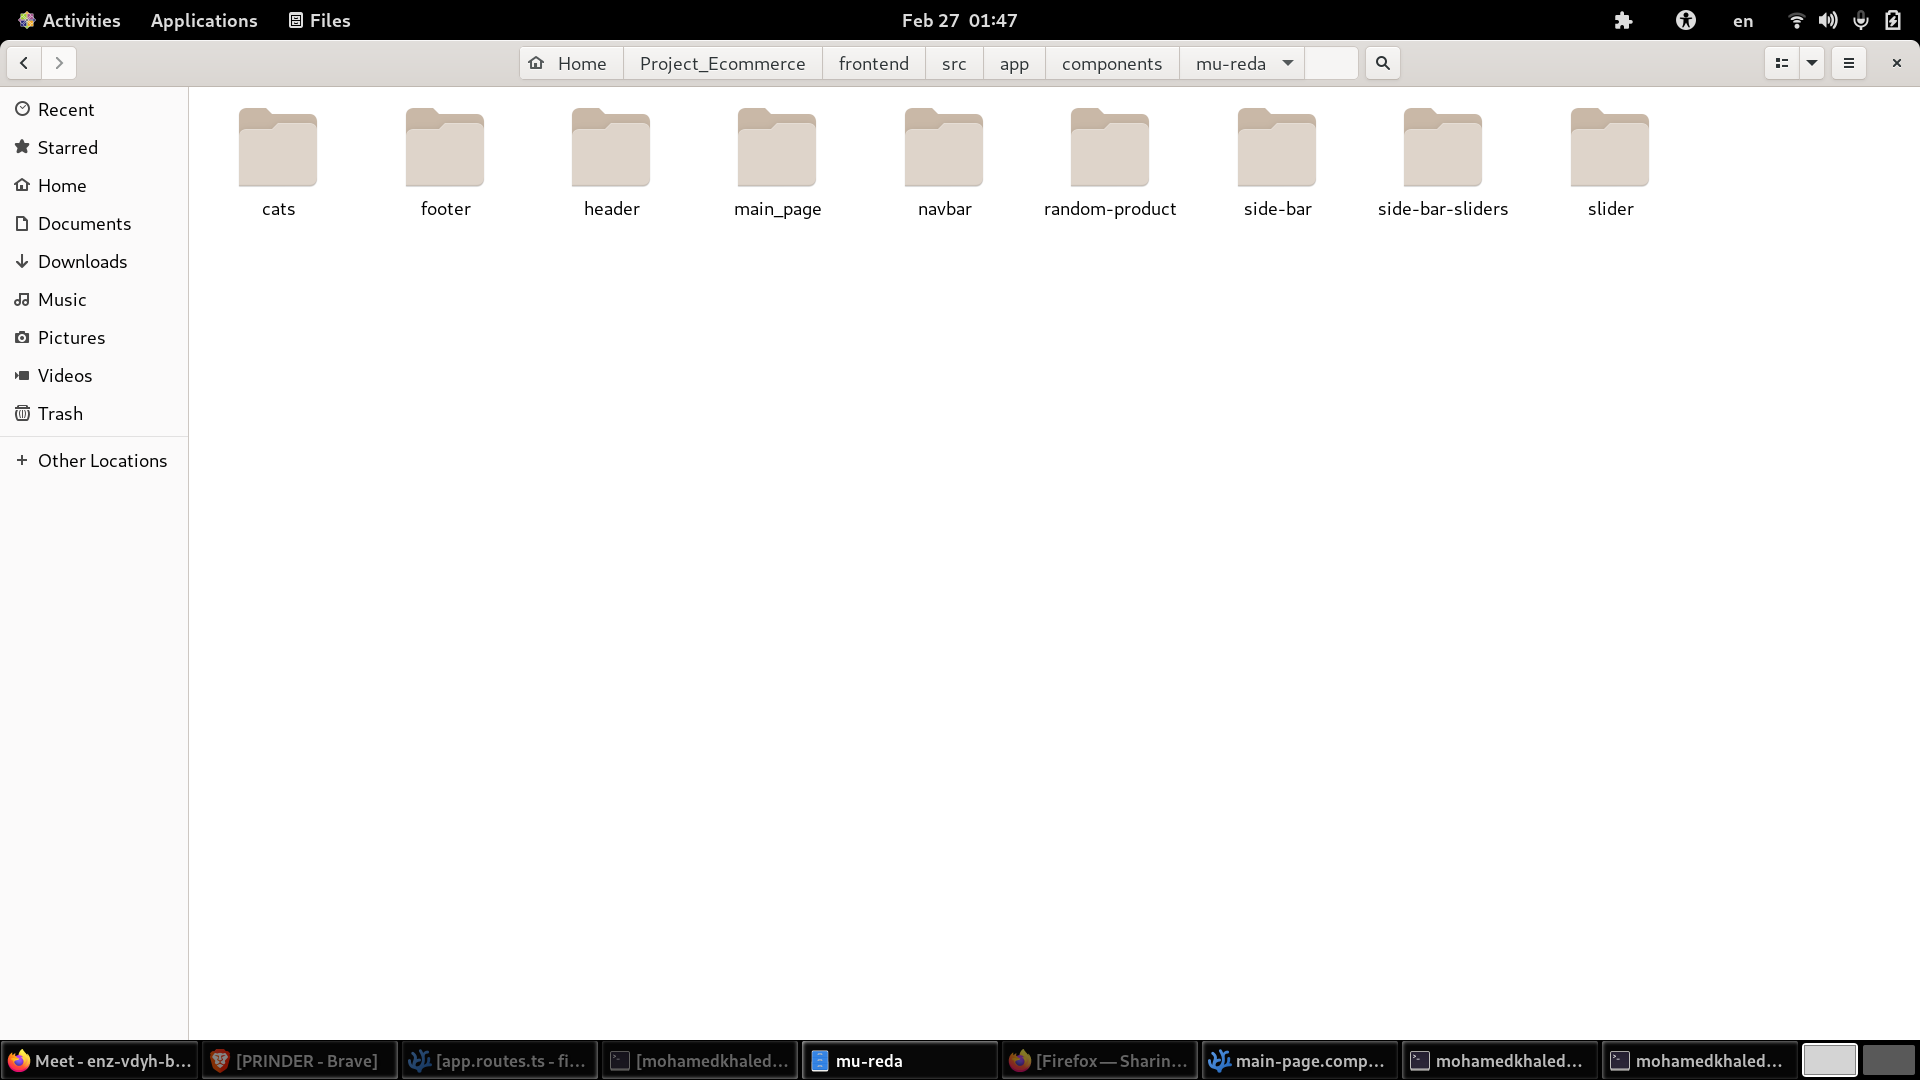 Activities Applications Files Feb 27 01:47 en
Home Project_Ecommerce frontend src app components mu-reda
Recent
Starred
Home
Documents
Downloads
Music
Pictures
Videos
Trash
Other Locations
cats footer header main_page navbar random-product side-bar side-bar-sliders slider
Meet - enz-vdyh-b... [PRINDER - Brave] [app.routes.ts - fi... [mohamedkhaled... mu-reda [Firefox — Sharin... main-page.comp... mohamedkhaled... mohamedkhaled...